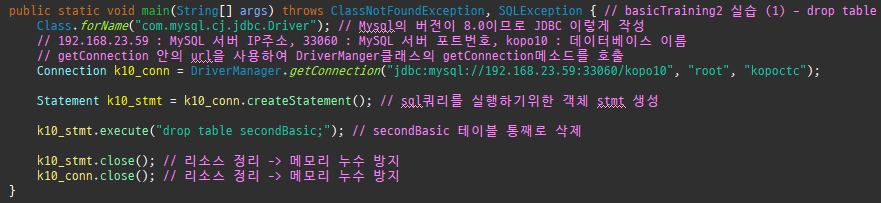 public static void main(String[] args) throws ClassNotFoundException, SQLException { // basicTraining2 실습 (1) - drop table
Class.forName("com.mysql.cj.jdbc.Driver"); // Mysql의 버전이 8.0이므로 JDBC 이렇게 작성
// 192.168.23.59 : MySQL 서버 IP주소, 33060 : MySQL 서버 포트번호, kopo10 : 데이터베이스 이름
// getConnection 안의 url을 사용하여 DriverManger클래스의 getConnection메소드를 호출
Connection k10_conn = DriverManager.getConnection("jdbc:mysql://192.168.23.59:33060/kopo10", "root", "kopoctc");
Statement k10_stmt = k10_conn.createStatement(); // sql쿼리를 실행하기위한 객체 stmt 생성
k10_stmt.execute("drop table secondBasic;"); // secondBasic 테이블 통재로 삭제
k10_stmt.close(); // 리소스 정리 -> 메모리 누수 방지
k10_conn.close(); // 리소스 정리 -> 메모리 누수 방지
}